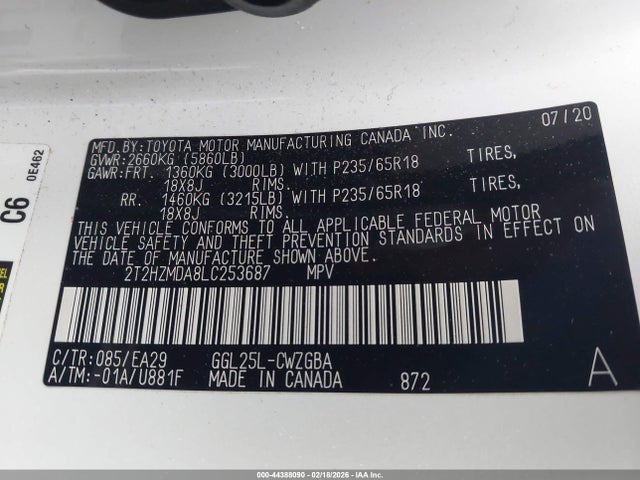 MFD.BY:TOYOTA MOTOR MANUFACTURING CANADA INC. 07/20
GVWR:2660KG (5860LB)
GAWR:FRT. 1360KG (3000LB) WITH P235/65R18 TIRES,
18X8J RIMS.
RR. 1460KG (3215LB) WITH P235/65R18 TIRES,
18X8J RIMS.
THIS VEHICLE CONFORMS TO ALL APPLICABLE FEDERAL MOTOR
VEHICLE SAFETY AND THEFT PREVENTION STANDARDS IN EFFECT ON
THE DATE OF MANUFACTURE SHOWN ABOVE.
2T2HZMDA8LC253687 MPV
C/TR:085/EA29 GGL25L-CWZGBA
A/TM:-01A/U881F MADE IN CANADA 872 A
C6
0E462
000-44388090 - 02/18/2026 - IAAI.com